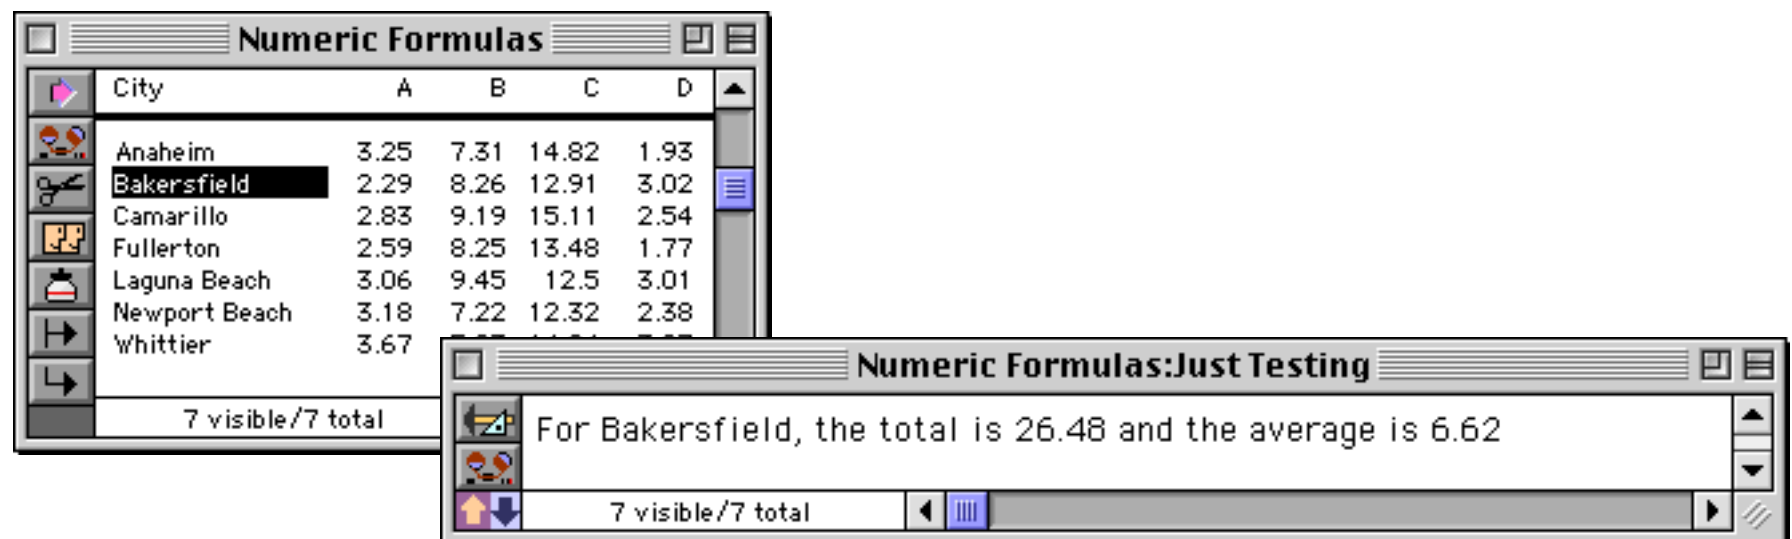 Numeric Formulas
City A B C D
Anaheim 3.25 7.31 14.82 1.93
Bakersfield 2.29 8.26 12.91 3.02
Camarillo 2.83 9.19 15.11 2.54
Fullerton 2.59 8.25 13.48 1.77
Laguna Beach 3.06 9.45 12.5 3.01
Newport Beach 3.18 7.22 12.32 2.38
Whittier 3.67
7 visible/7 total
Numeric Formulas:Just Testing
For Bakersfield, the total is 26.48 and the average is 6.62
7 visible/7 total